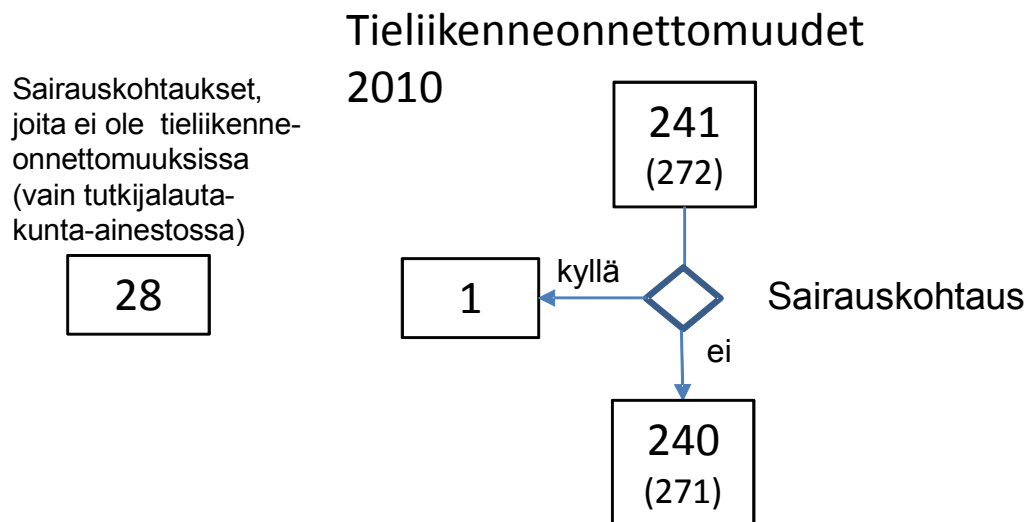 Tieliikenneonnettomuudet
2010
Sairauskohtaukset,
joita ei ole tieliikenne-
onnettomuuksissa
(vain tutkijalauta-
kunta-ainestossa)
28
241
(272)
kyllä
1
Sairauskohtaus
ei
240
(271)